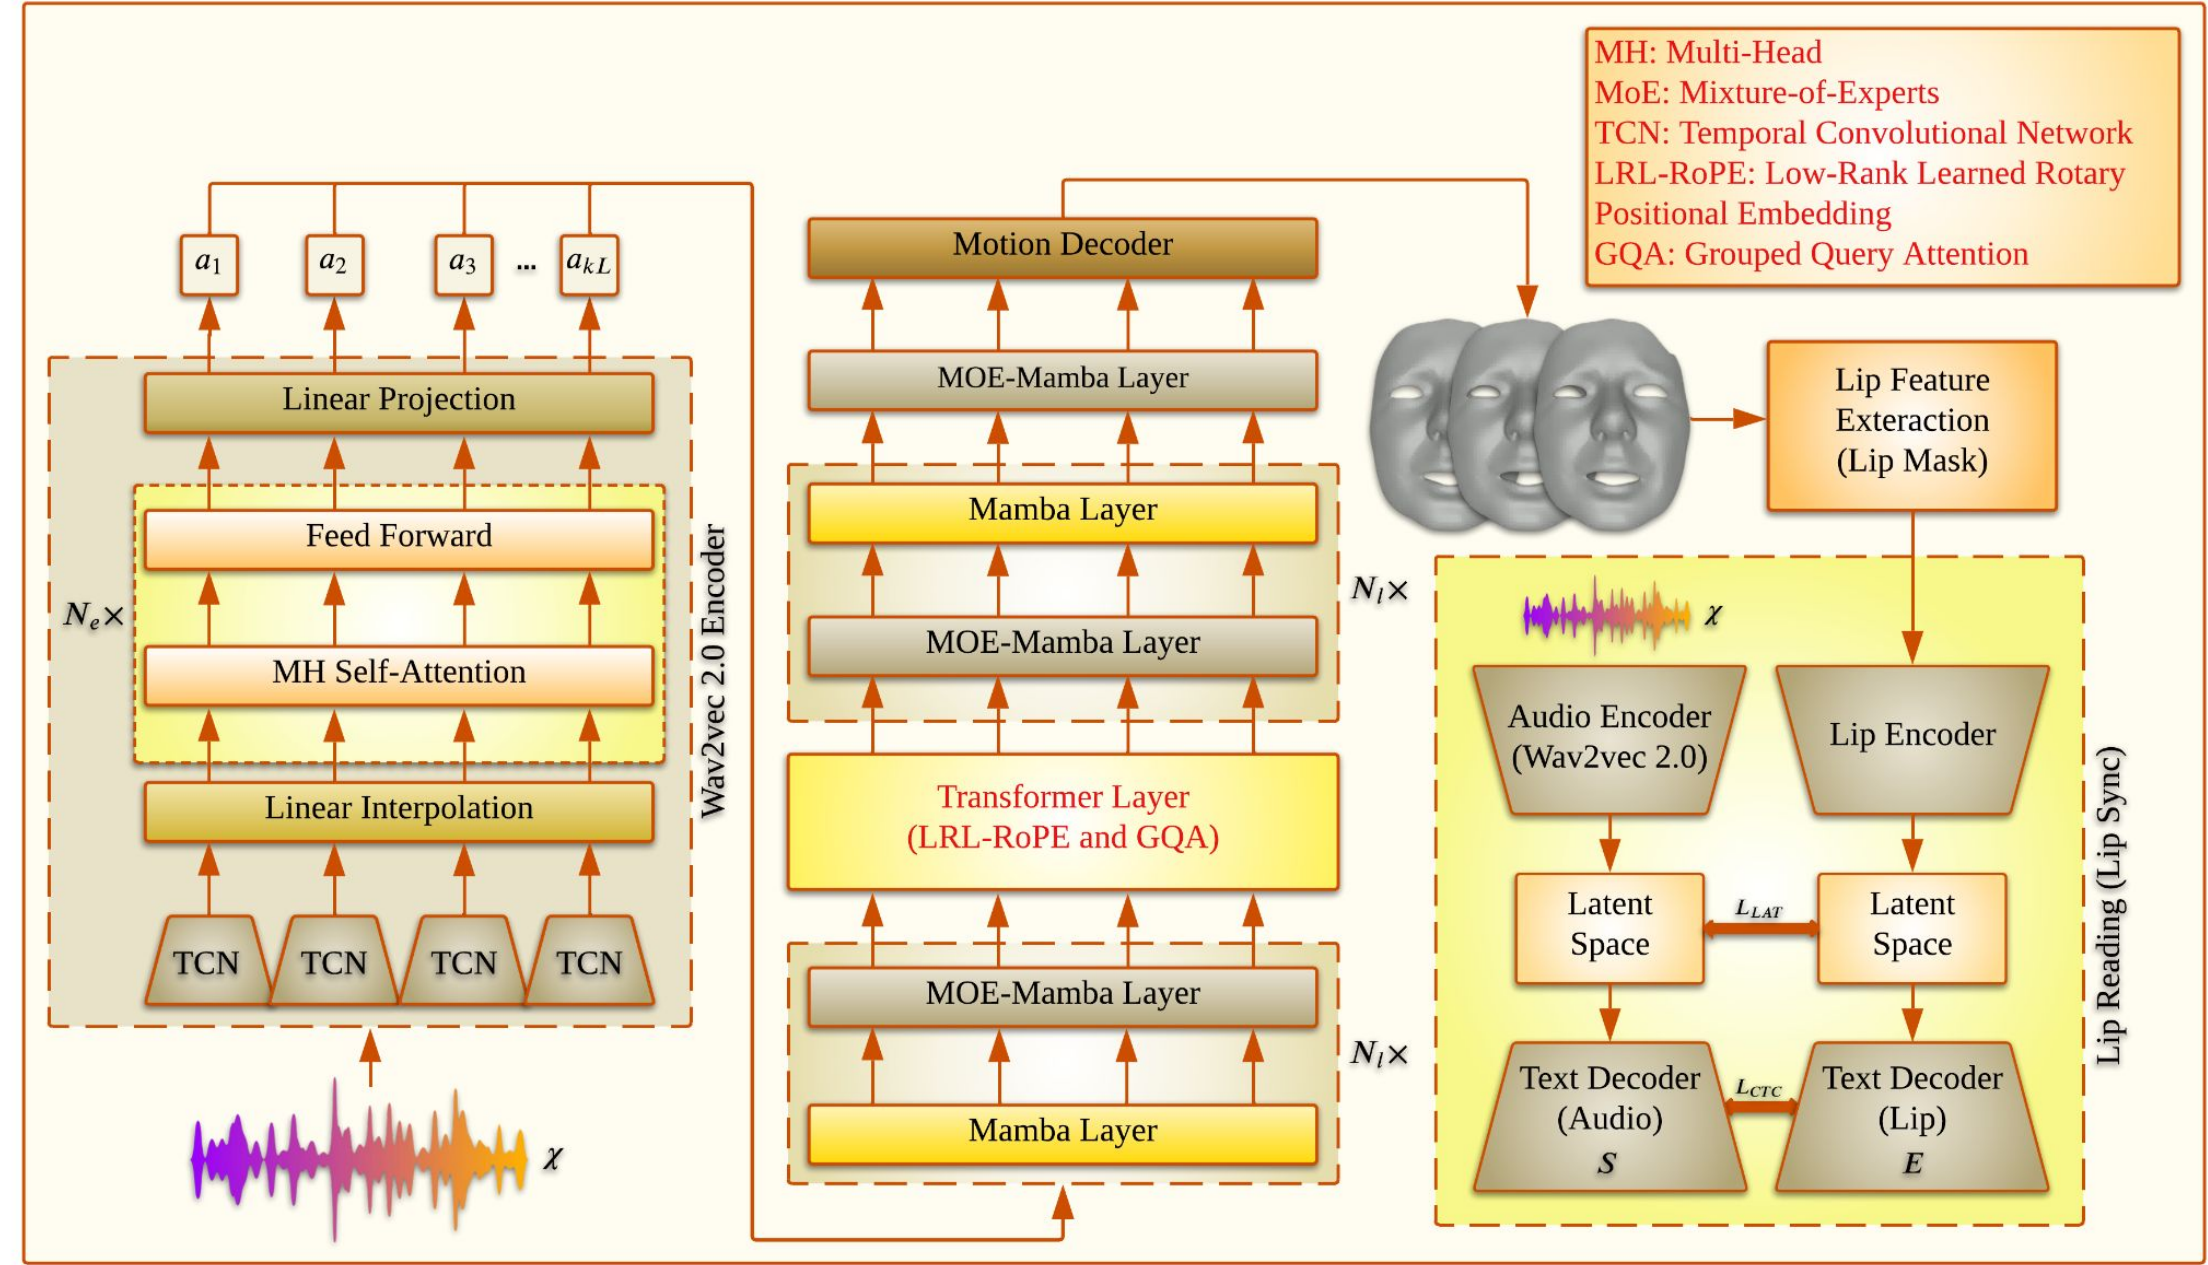 MH: Multi-Head
MoE: Mixture-of-Experts
TCN: Temporal Convolutional Network
LRL-RoPE: Low-Rank Learned Rotary
Positional Embedding
GQA: Grouped Query Attention
a1 a2 a3 ... akL
Linear Projection
Feed Forward
Ne×
MH Self-Attention
Linear Interpolation
TCN TCN TCN TCN
Wav2vec 2.0 Encoder
χ
Motion Decoder
MOE-Mamba Layer
Mamba Layer
Nl×
MOE-Mamba Layer
Transformer Layer
(LRL-RoPE and GQA)
MOE-Mamba Layer
Nl×
Mamba Layer
Lip Feature
Exteraction
(Lip Mask)
χ
Audio Encoder
(Wav2vec 2.0)
Lip Encoder
Latent
Space
LLAT
Latent
Space
Text Decoder
(Audio)
S
LCTC
Text Decoder
(Lip)
E
Lip Reading (Lip Sync)